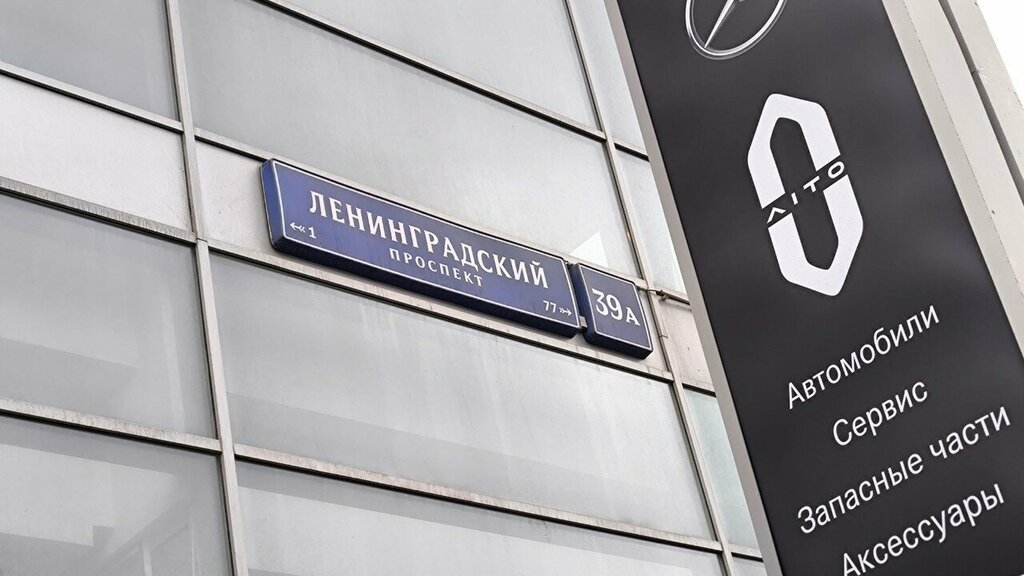 ЛЕНИНГРАДСКИЙ
ПРОСПЕКТ
1
77
39А
AITO
Автомобили
Сервис
Запасные части
Аксессуары